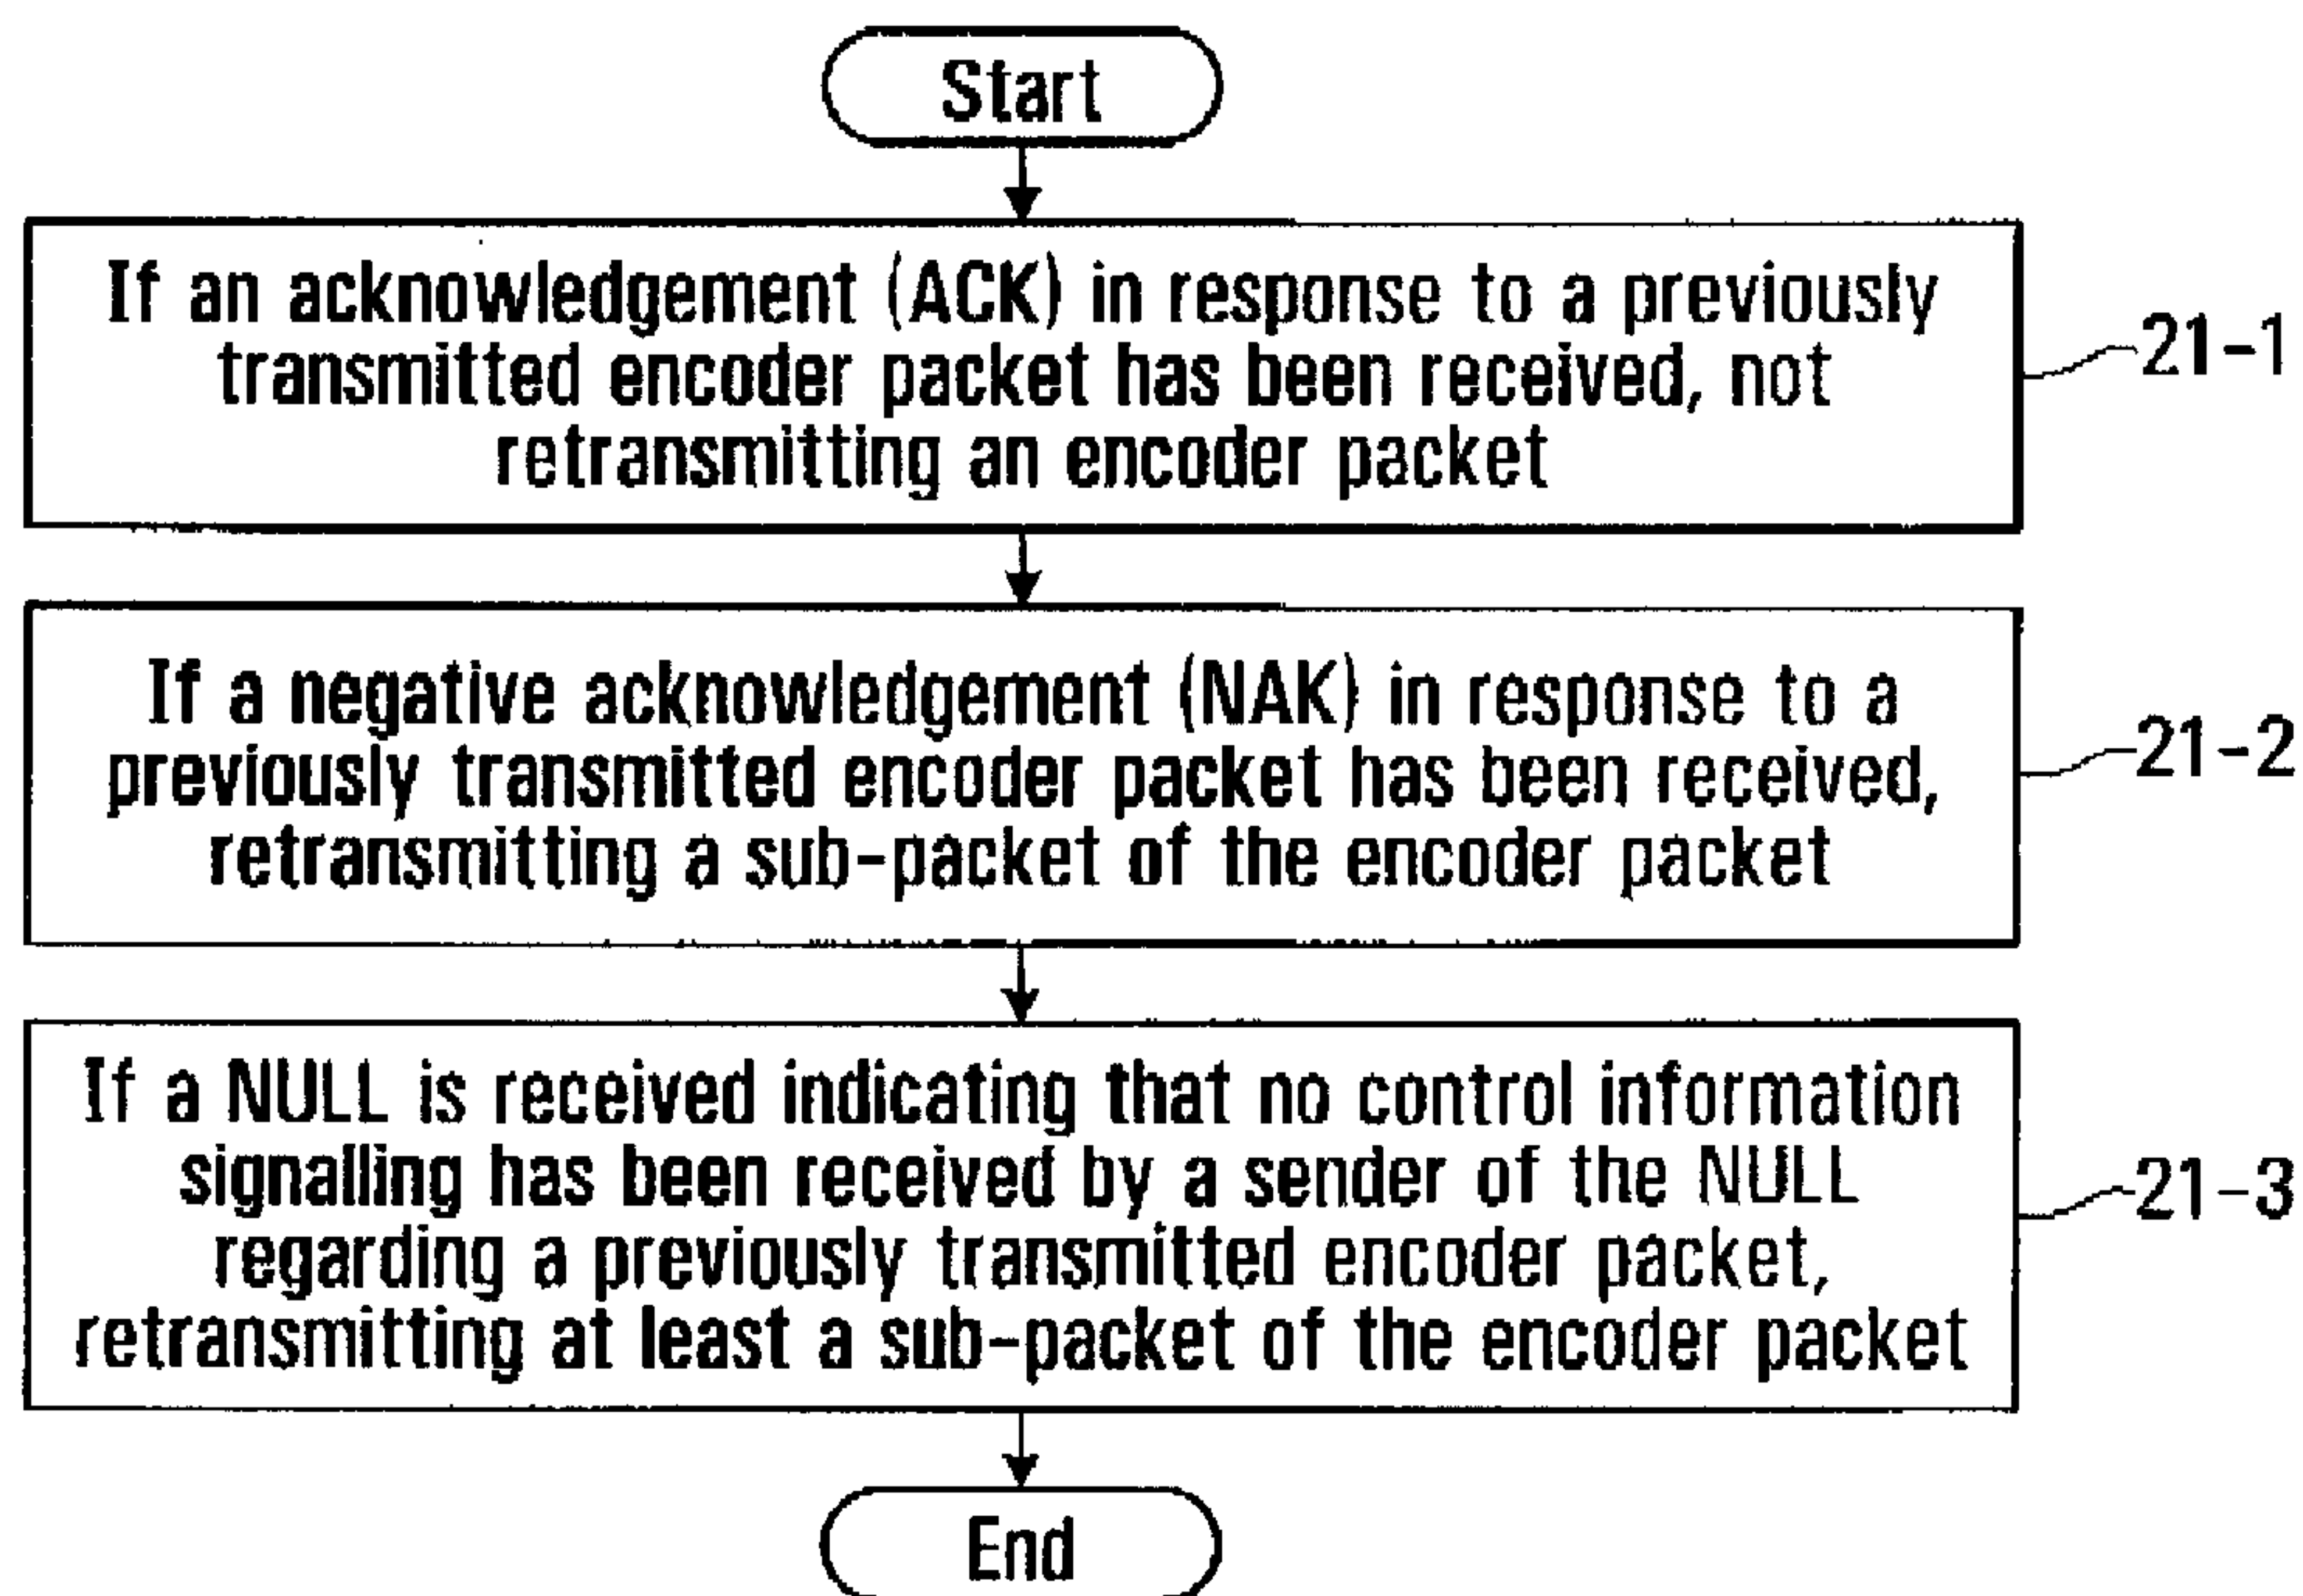 Start
If an acknowledgement (ACK) in response to a previously
transmitted encoder packet has been received, not
retransmitting an encoder packet
21-1
If a negative acknowledgement (NAK) in response to a
previously transmitted encoder packet has been received,
retransmitting a sub-packet of the encoder packet
21-2
If a NULL is received indicating that no control information
signalling has been received by a sender of the NULL
regarding a previously transmitted encoder packet,
retransmitting at least a sub-packet of the encoder packet
21-3
End